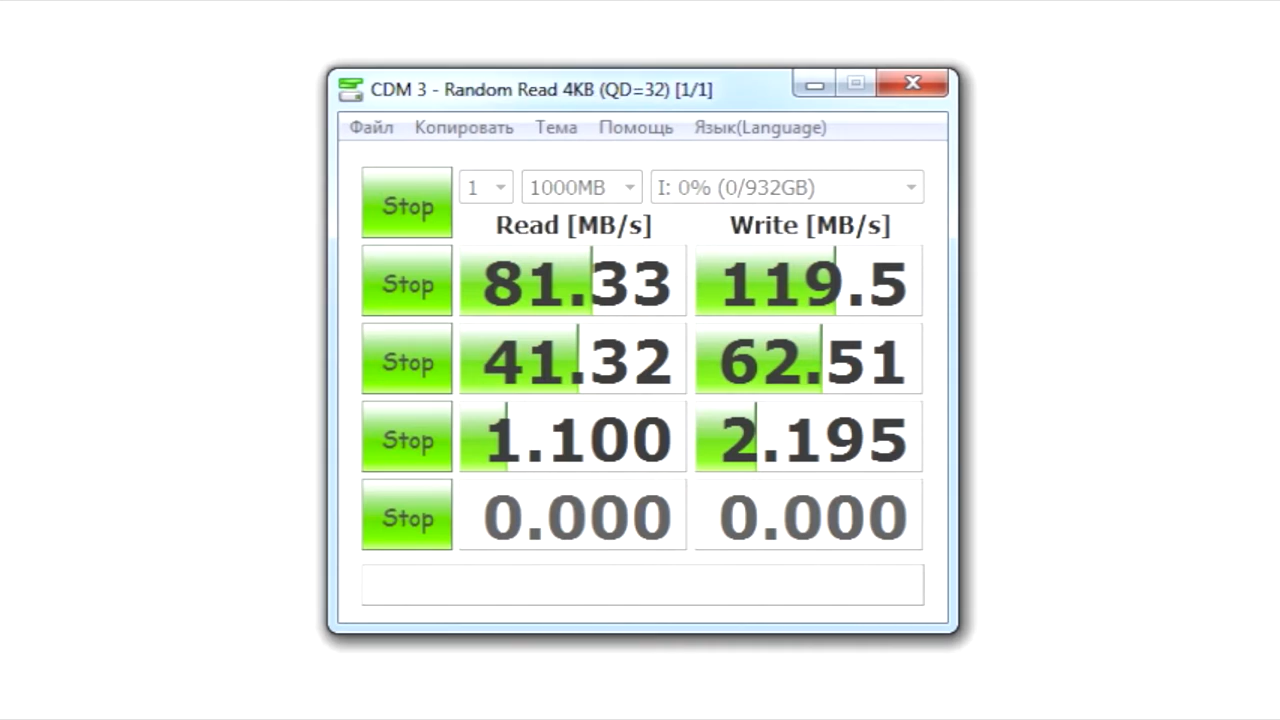 CDM 3 - Random Read 4KB (QD=32) [1/1]
Файл Копировать Тема Помощь Язык(Language)
Stop 1 1000MB I: 0% (0/932GB)
Read [MB/s] Write [MB/s]
Stop 81.33 119.5
Stop 41.32 62.51
Stop 1.100 2.195
Stop 0.000 0.000